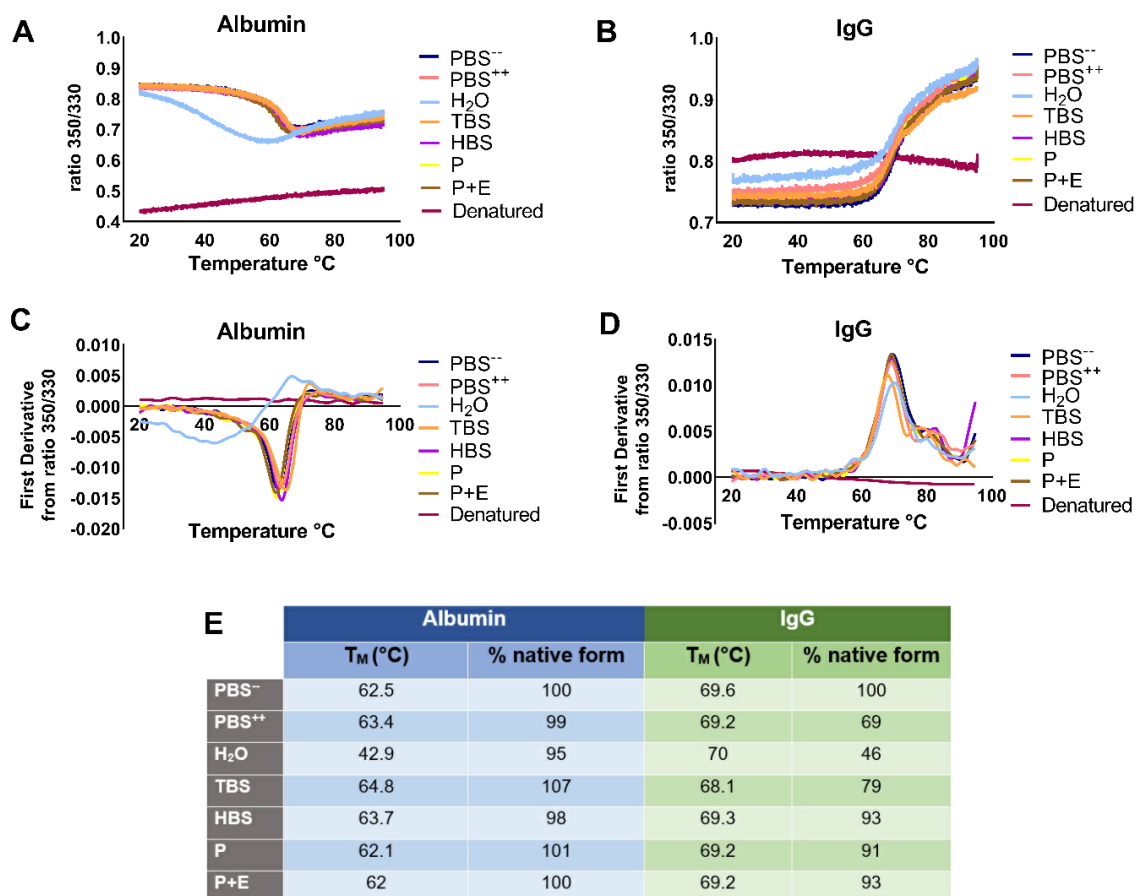 A
Albumin
ratio 350/330
1.0
0.9
0.8
0.7
0.6
0.5
0.4
20 40 60 80 100
Temperature °C
PBS⁻⁻
PBS⁺⁺
H₂O
TBS
HBS
P
P+E
Denatured
B
IgG
ratio 350/330
1.0
0.9
0.8
0.7
20 40 60 80 100
Temperature °C
PBS⁻⁻
PBS⁺⁺
H₂O
TBS
HBS
P
P+E
Denatured
C
Albumin
First Derivative
from ratio 350/330
0.010
0.005
0.000
-0.005
-0.010
-0.015
-0.020
20 40 60 80 100
Temperature °C
PBS⁻⁻
PBS⁺⁺
H₂O
TBS
HBS
P
P+E
Denatured
D
IgG
First Derivative
from ratio 350/330
0.015
0.010
0.005
0.000
-0.005
20 40 60 80 100
Temperature °C
PBS⁻⁻
PBS⁺⁺
H₂O
TBS
HBS
P
P+E
Denatured
E
Albumin IgG
Tᴍ (°C) % native form Tᴍ (°C) % native form
PBS⁻ 62.5 100 69.6 100
PBS⁺⁺ 63.4 99 69.2 69
H₂O 42.9 95 70 46
TBS 64.8 107 68.1 79
HBS 63.7 98 69.3 93
P 62.1 101 69.2 91
P+E 62 100 69.2 93